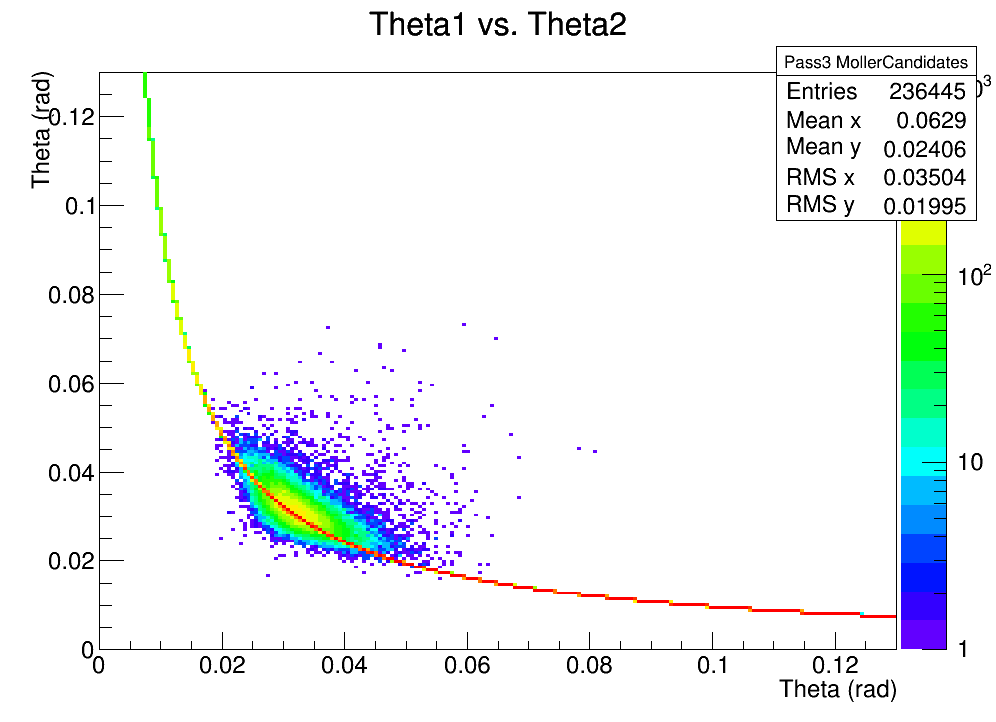 Theta1 vs. Theta2
Pass3 MollerCandidates
Entries 236445
Mean x 0.0629
Mean y 0.02406
RMS x 0.03504
RMS y 0.01995
Theta (rad)
0.12
0.1
0.08
0.06
0.04
0.02
0
0 0.02 0.04 0.06 0.08 0.1 0.12
Theta (rad)
10²
10
1